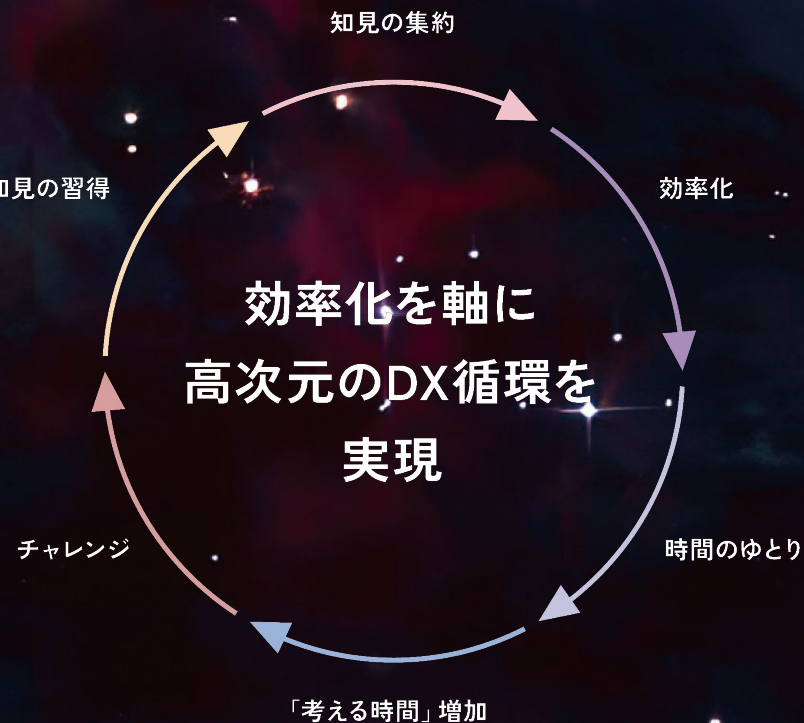 知見の集約
知見の習得
効率化
効率化を軸に
高次元のDX循環を
実現
チャレンジ
時間のゆとり
「考える時間」増加